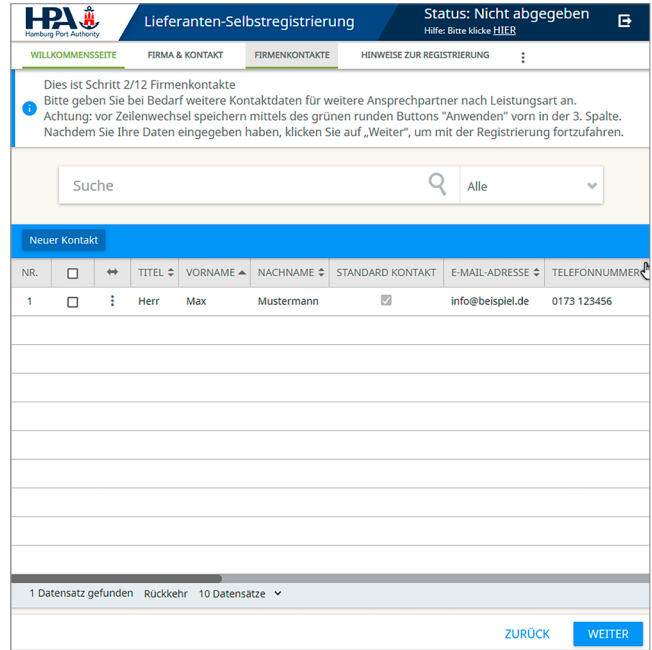 HPA
Hamburg Port Authority
Lieferanten-Selbstregistrierung
Status: Nicht abgegeben
Hilfe: Bitte klicke HIER
WILLKOMMENSSEITE FIRMA & KONTAKT FIRMENKONTAKTE HINWEISE ZUR REGISTRIERUNG
Dies ist Schritt 2/12 Firmenkontakte
Bitte geben Sie bei Bedarf weitere Kontaktdaten für weitere Ansprechpartner nach Leistungsart an.
Achtung: vor Zeilenwechsel speichern mittels des grünen runden Buttons "Anwenden" vorn in der 3. Spalte.
Nachdem Sie Ihre Daten eingegeben haben, klicken Sie auf „Weiter“, um mit der Registrierung fortzufahren.
Suche Alle
Neuer Kontakt
NR. TITEL VORNAME NACHNAME STANDARD KONTAKT E-MAIL-ADRESSE TELEFONNUMMER
1 Herr Max Mustermann info@beispiel.de 0173 123456
1 Datensatz gefunden Rückkehr 10 Datensätze
ZURÜCK WEITER